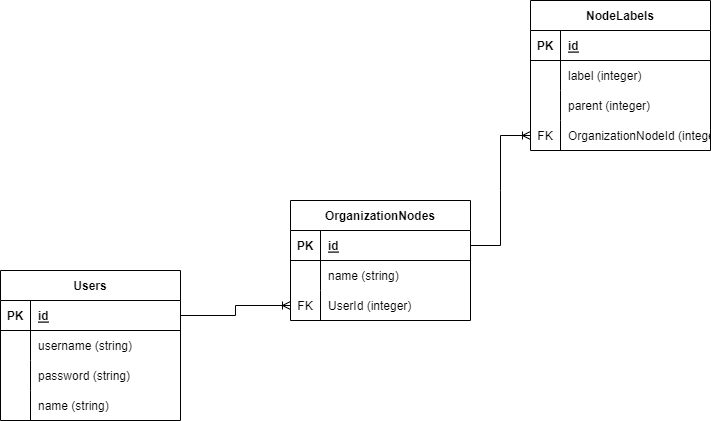 NodeLabels
PK id
label (integer)
parent (integer)
FK OrganizationNodeId (intege
OrganizationNodes
PK id
name (string)
FK UserId (integer)
Users
PK id
username (string)
password (string)
name (string)